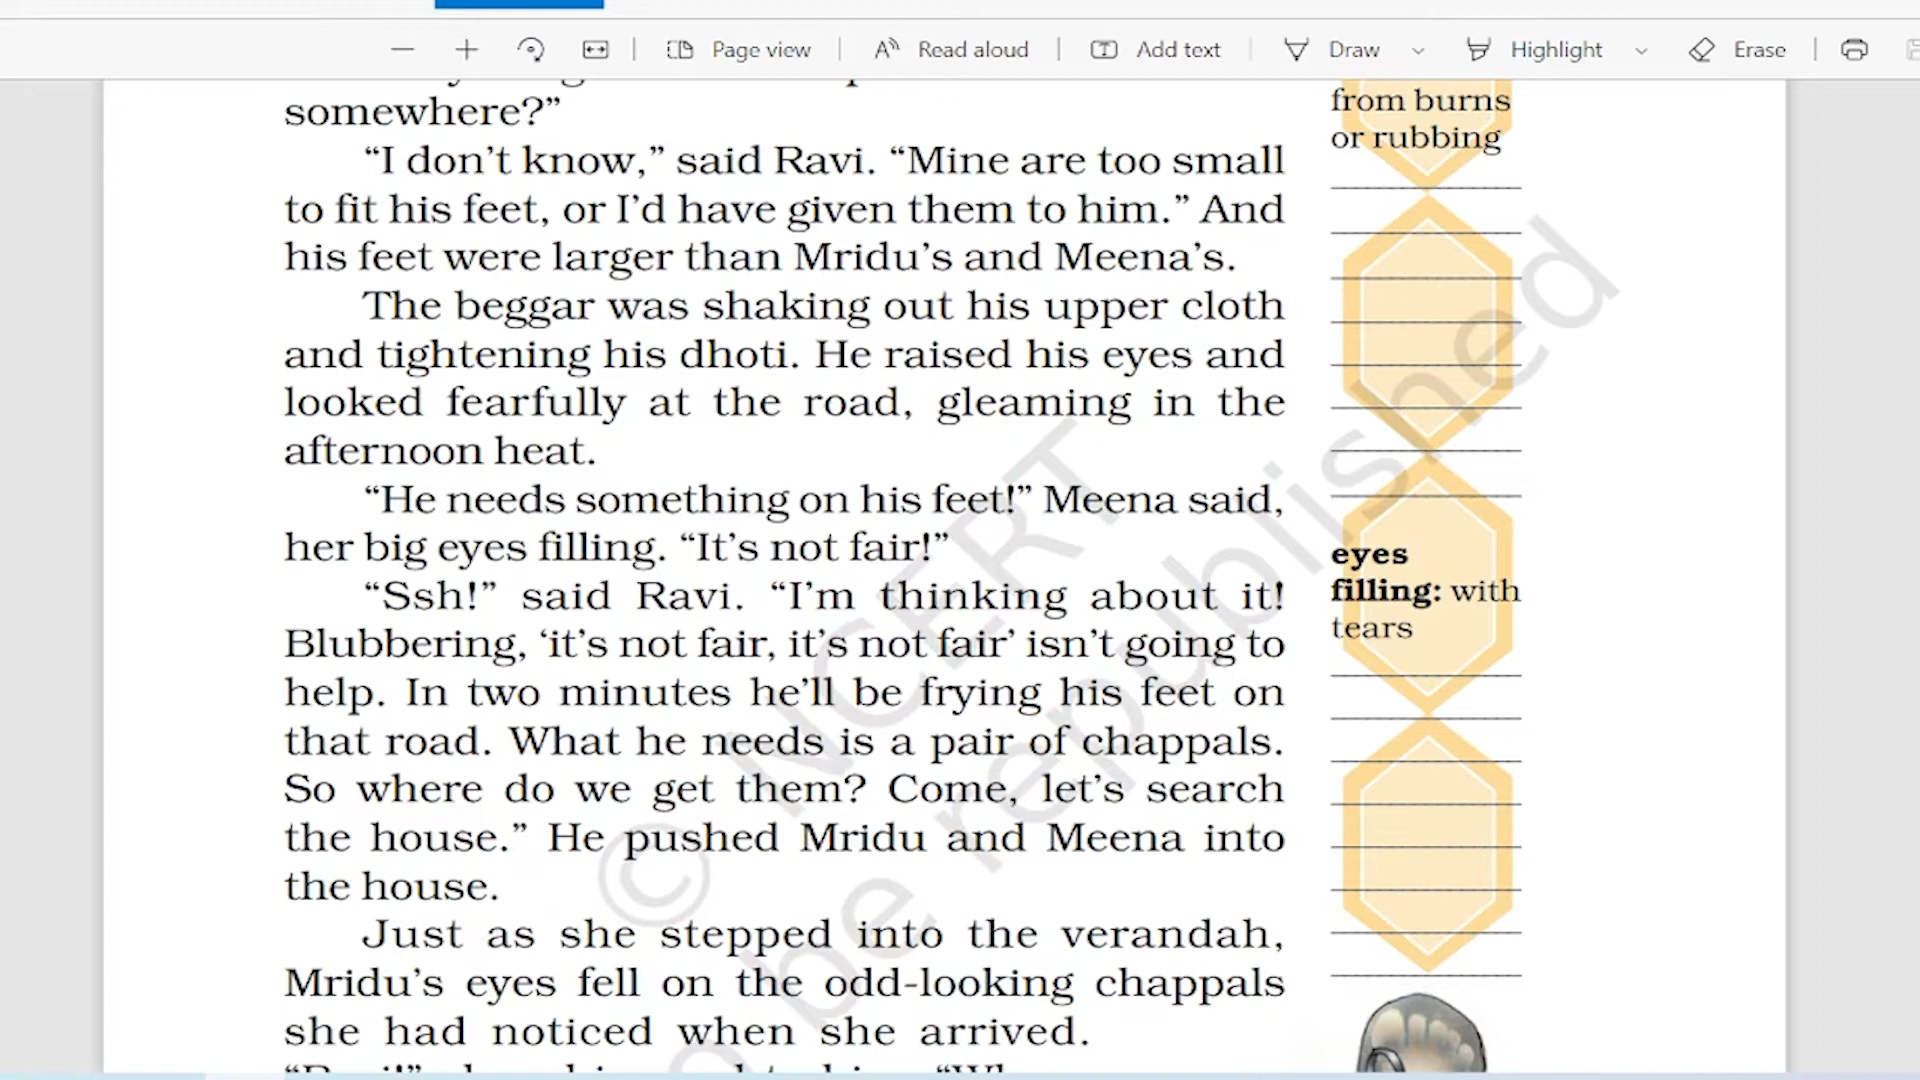 Page view
Read aloud
Add text
Draw
Highlight
Erase
somewhere?”
“I don’t know,” said Ravi. “Mine are too small
to fit his feet, or I’d have given them to him.” And
his feet were larger than Mridu’s and Meena’s.
The beggar was shaking out his upper cloth
and tightening his dhoti. He raised his eyes and
looked fearfully at the road, gleaming in the
afternoon heat.
“He needs something on his feet!” Meena said,
her big eyes filling. “It’s not fair!”
“Ssh!” said Ravi. “I’m thinking about it!
Blubbering, ‘it’s not fair, it’s not fair’ isn’t going to
help. In two minutes he’ll be frying his feet on
that road. What he needs is a pair of chappals.
So where do we get them? Come, let’s search
the house.” He pushed Mridu and Meena into
the house.
Just as she stepped into the verandah,
Mridu’s eyes fell on the odd-looking chappals
she had noticed when she arrived.
from burns
or rubbing
eyes
filling: with
tears
© NCERT
be republished